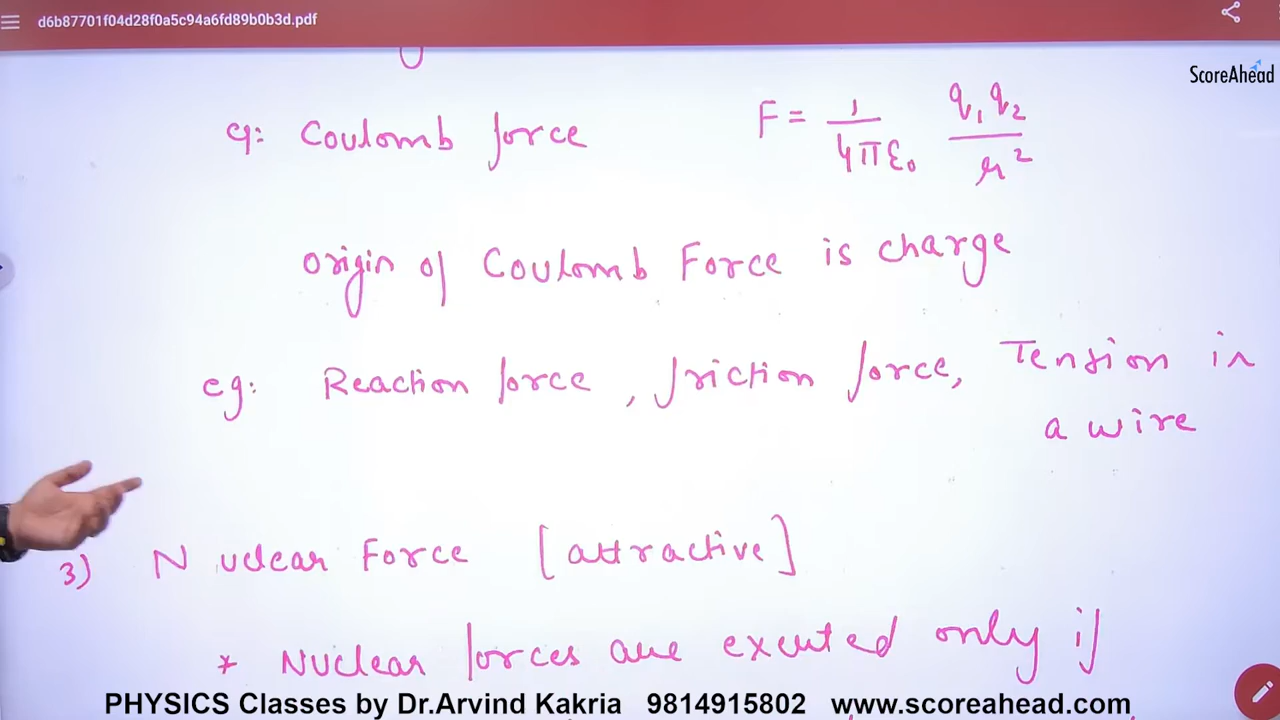 d6b87701f04d28f0a5c94a6fd89b0b3d.pdf
ScoreAhead
eg: Coulomb force F = 1/4πε₀ q₁q₂/r²
origin of Coulomb Force is charge
eg: Reaction force, friction force, Tension in
a wire
3) Nuclear Force [attractive]
* Nuclear forces are exerted only if
PHYSICS Classes by Dr.Arvind Kakria 9814915802 www.scoreahead.com